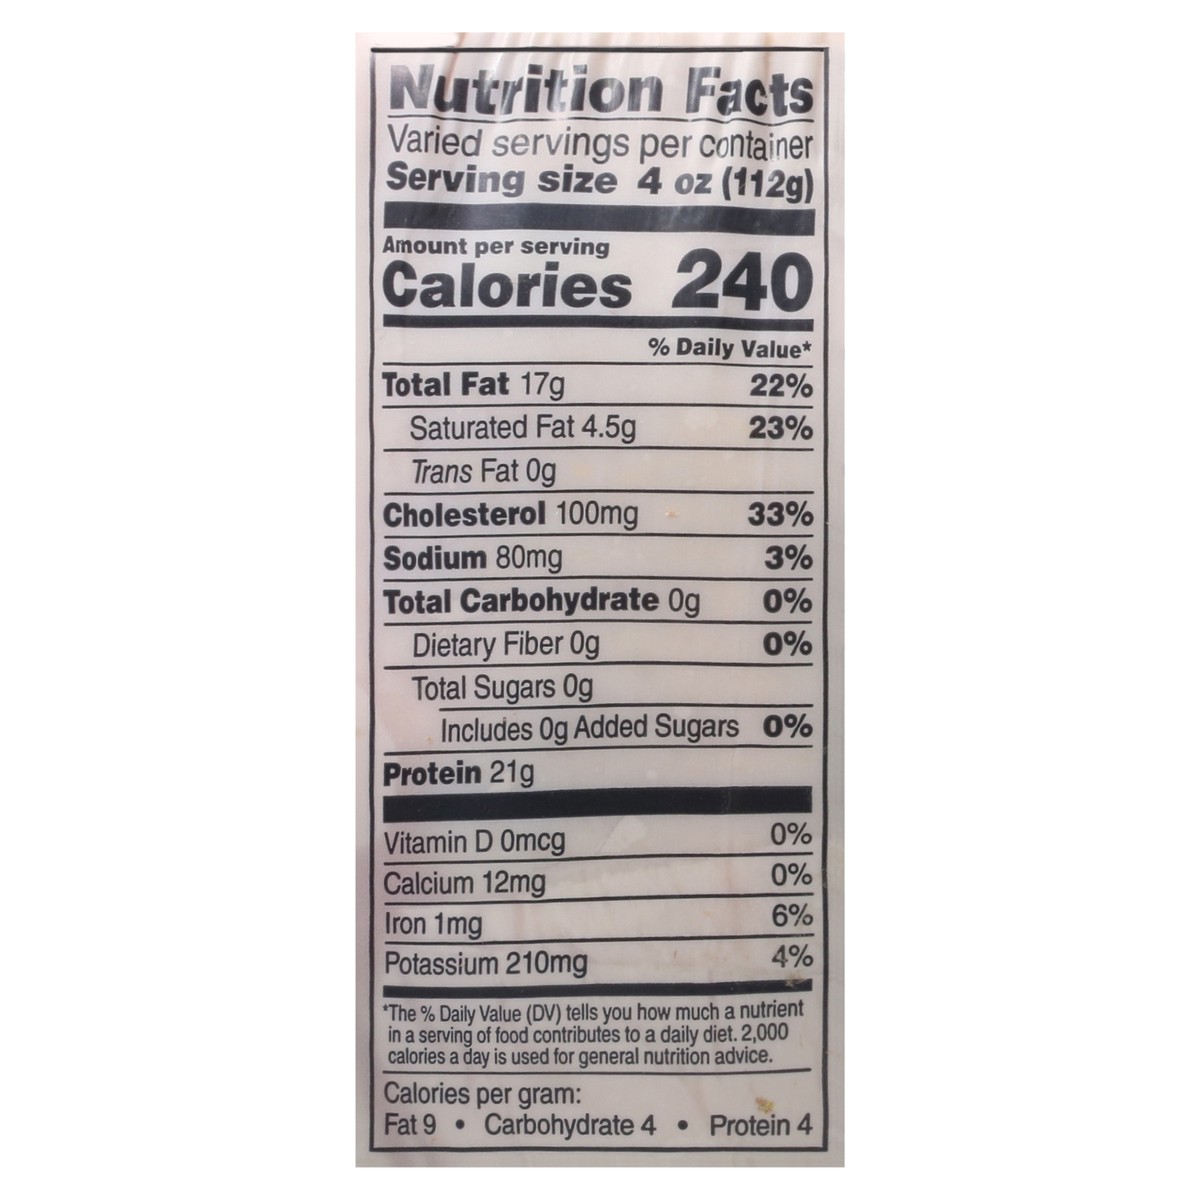 Nutrition Facts
Varied servings per container
Serving size 4 oz (112g)
Amount per serving
Calories 240
% Daily Value*
Total Fat 17g 22%
Saturated Fat 4.5g 23%
Trans Fat 0g
Cholesterol 100mg 33%
Sodium 80mg 3%
Total Carbohydrate 0g 0%
Dietary Fiber 0g 0%
Total Sugars 0g
Includes 0g Added Sugars 0%
Protein 21g
Vitamin D 0mcg 0%
Calcium 12mg 0%
Iron 1mg 6%
Potassium 210mg 4%
*The % Daily Value (DV) tells you how much a nutrient
in a serving of food contributes to a daily diet. 2,000
calories a day is used for general nutrition advice.
Calories per gram:
Fat 9 • Carbohydrate 4 • Protein 4